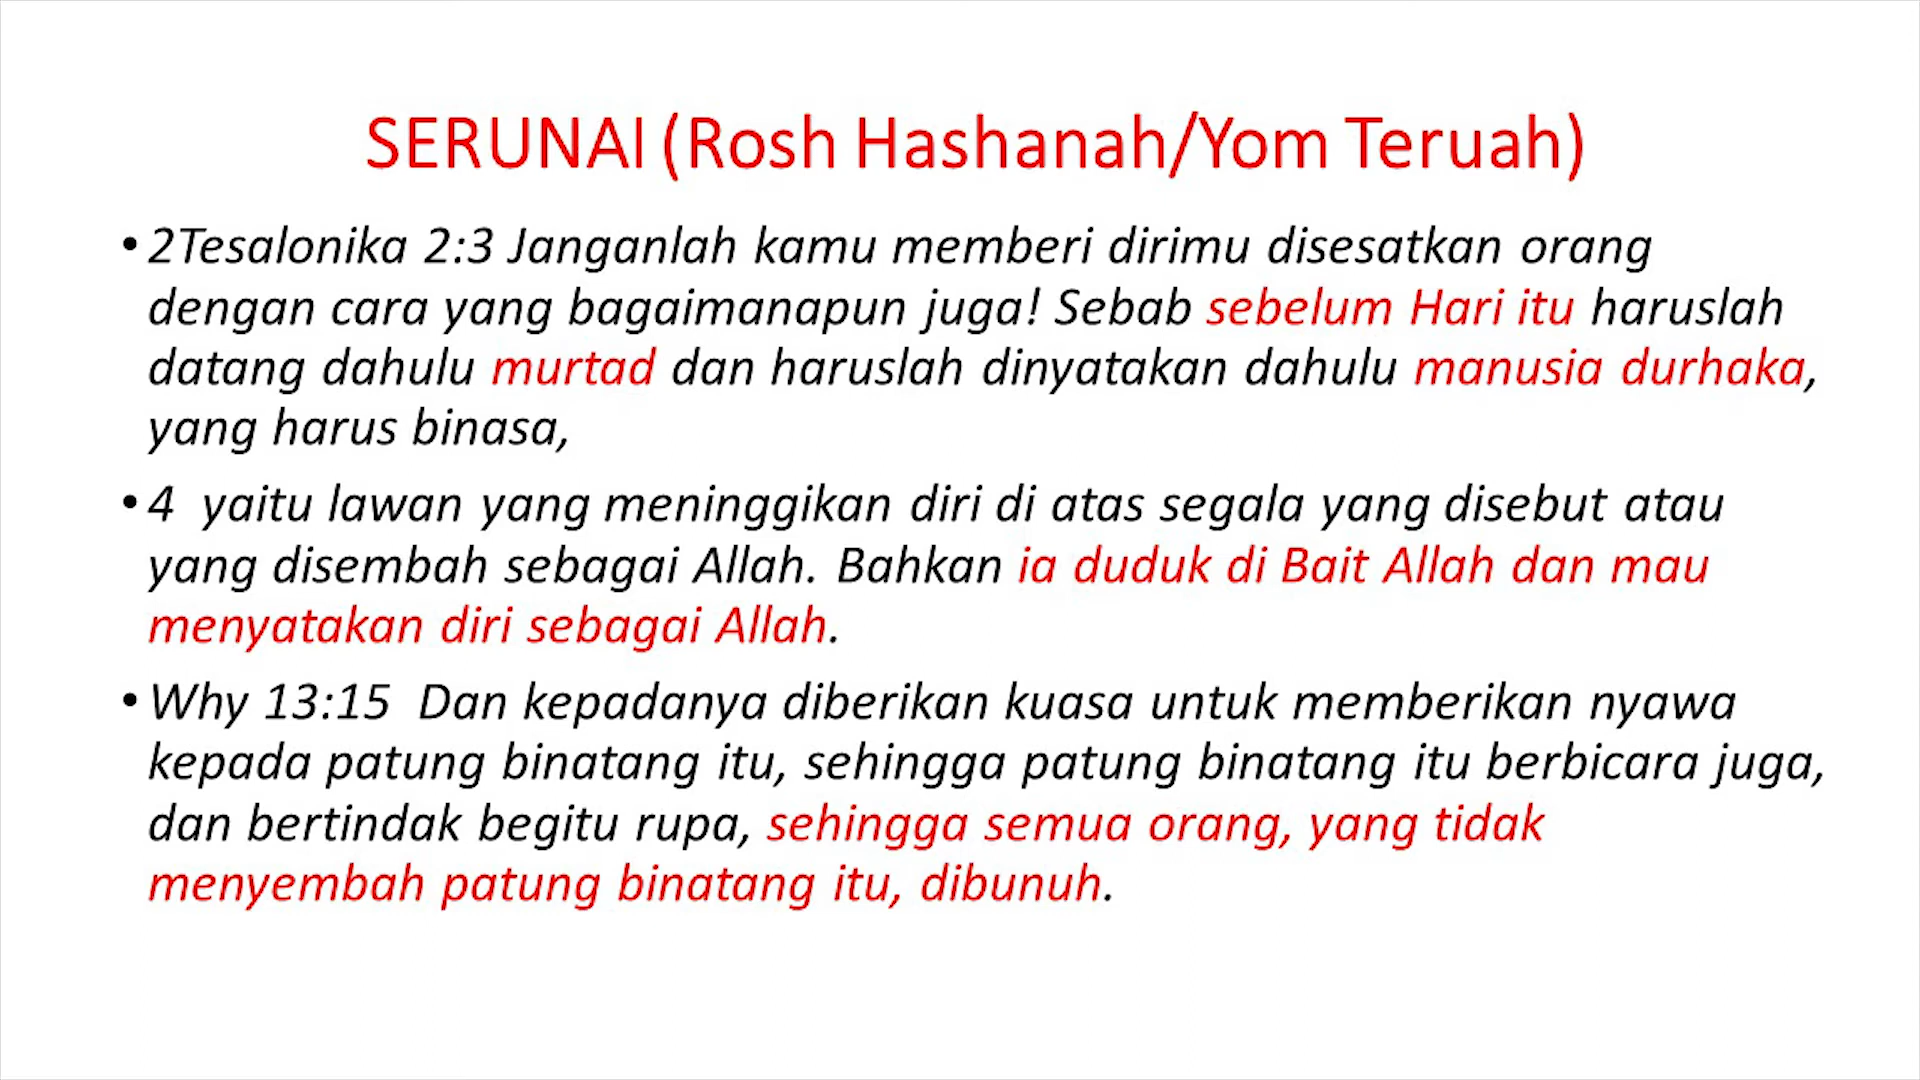 SERUNAI (Rosh Hashanah/Yom Teruah)
• 2Tesalonika 2:3 Janganlah kamu memberi dirimu disesatkan orang
dengan cara yang bagaimanapun juga! Sebab sebelum Hari itu haruslah
datang dahulu murtad dan haruslah dinyatakan dahulu manusia durhaka,
yang harus binasa,
• 4 yaitu lawan yang meninggikan diri di atas segala yang disebut atau
yang disembah sebagai Allah. Bahkan ia duduk di Bait Allah dan mau
menyatakan diri sebagai Allah.
• Why 13:15 Dan kepadanya diberikan kuasa untuk memberikan nyawa
kepada patung binatang itu, sehingga patung binatang itu berbicara juga,
dan bertindak begitu rupa, sehingga semua orang, yang tidak
menyembah patung binatang itu, dibunuh.